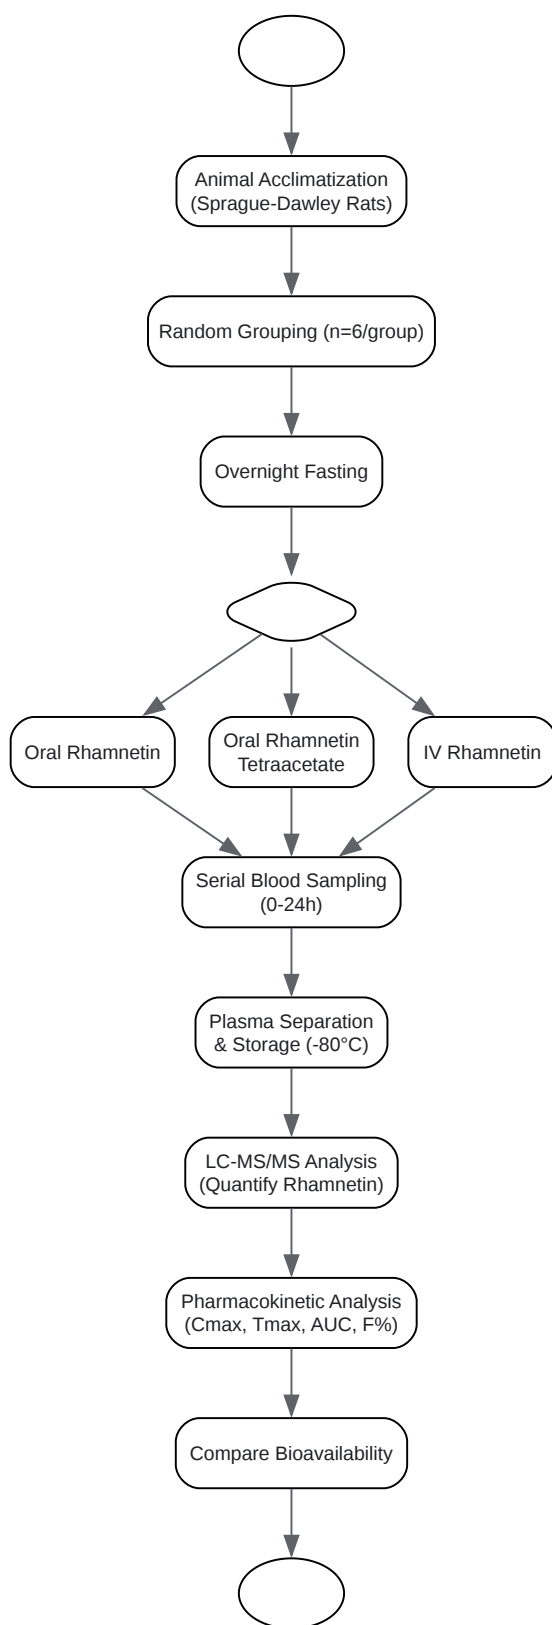 Animal Acclimatization
(Sprague-Dawley Rats)
Random Grouping (n=6/group)
Overnight Fasting
Oral Rhamnetin
Oral Rhamnetin
Tetraacetate
IV Rhamnetin
Serial Blood Sampling
(0-24h)
Plasma Separation
& Storage (-80°C)
LC-MS/MS Analysis
(Quantify Rhamnetin)
Pharmacokinetic Analysis
(Cmax, Tmax, AUC, F%)
Compare Bioavailability